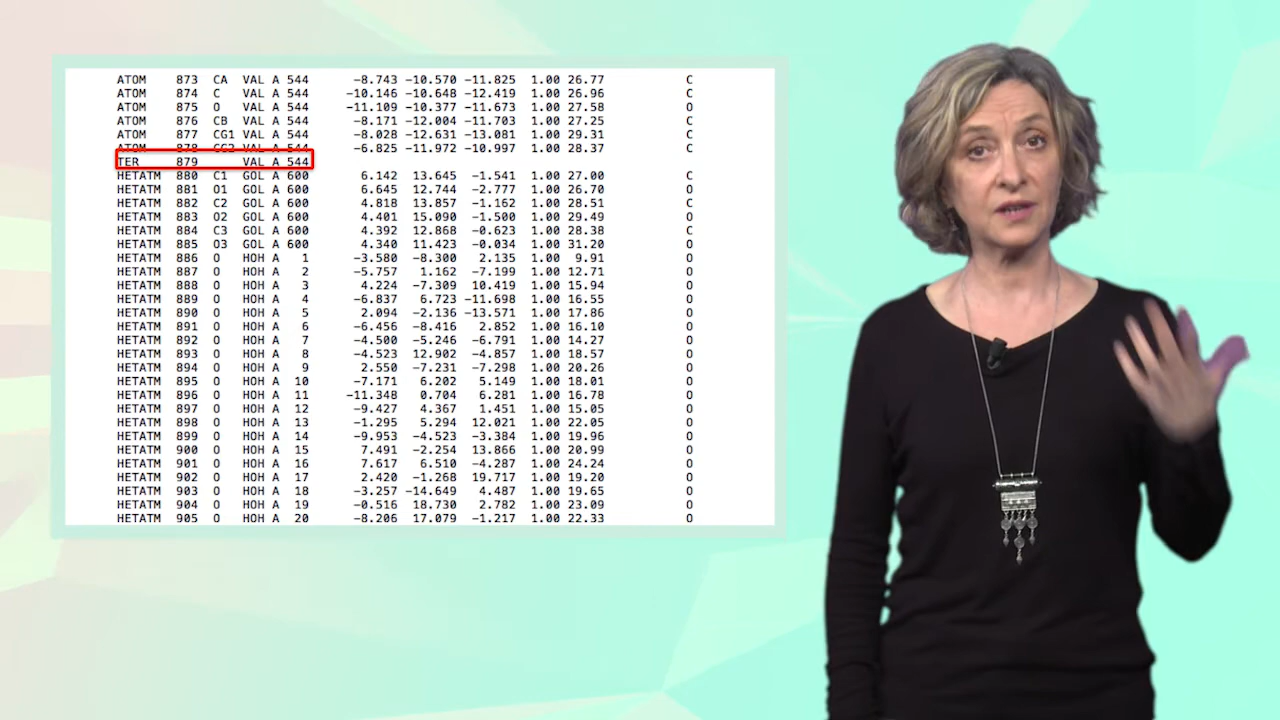 ATOM 873 CA VAL A 544 -8.743 -10.570 -11.825 1.00 26.77 C
ATOM 874 C VAL A 544 -10.146 -10.648 -12.419 1.00 26.96 C
ATOM 875 O VAL A 544 -11.109 -10.377 -11.673 1.00 27.58 O
ATOM 876 CB VAL A 544 -8.171 -12.004 -11.703 1.00 27.25 C
ATOM 877 CG1 VAL A 544 -8.028 -12.631 -13.081 1.00 29.31 C
ATOM 878 CG2 VAL A 544 -6.825 -11.972 -10.997 1.00 28.37 C
TER 879 VAL A 544
HETATM 880 C1 GOL A 600 6.142 13.645 -1.541 1.00 27.00 C
HETATM 881 O1 GOL A 600 6.645 12.744 -2.777 1.00 26.70 O
HETATM 882 C2 GOL A 600 4.818 13.857 -1.162 1.00 28.51 C
HETATM 883 O2 GOL A 600 4.401 15.090 -1.500 1.00 29.49 O
HETATM 884 C3 GOL A 600 4.392 12.868 -0.623 1.00 28.38 C
HETATM 885 O3 GOL A 600 4.340 11.423 -0.034 1.00 31.20 O
HETATM 886 O HOH A 1 -3.580 -8.300 2.135 1.00 9.91 O
HETATM 887 O HOH A 2 -5.757 1.162 -7.199 1.00 12.71 O
HETATM 888 O HOH A 3 4.224 -7.309 10.419 1.00 15.94 O
HETATM 889 O HOH A 4 -6.837 6.723 -11.698 1.00 16.55 O
HETATM 890 O HOH A 5 2.094 -2.136 -13.571 1.00 17.86 O
HETATM 891 O HOH A 6 -6.456 -8.416 2.852 1.00 16.10 O
HETATM 892 O HOH A 7 -4.500 -5.246 -6.791 1.00 14.27 O
HETATM 893 O HOH A 8 -4.523 12.902 -4.857 1.00 18.57 O
HETATM 894 O HOH A 9 2.550 -7.231 -7.298 1.00 20.26 O
HETATM 895 O HOH A 10 -7.171 6.202 5.149 1.00 18.01 O
HETATM 896 O HOH A 11 -11.348 0.704 6.281 1.00 16.78 O
HETATM 897 O HOH A 12 -9.427 4.367 1.451 1.00 15.05 O
HETATM 898 O HOH A 13 -1.295 5.294 12.021 1.00 22.05 O
HETATM 899 O HOH A 14 -9.953 -4.523 -3.384 1.00 19.96 O
HETATM 900 O HOH A 15 7.491 -2.254 13.866 1.00 20.99 O
HETATM 901 O HOH A 16 7.617 6.510 -4.287 1.00 24.24 O
HETATM 902 O HOH A 17 2.420 -1.268 19.717 1.00 19.20 O
HETATM 903 O HOH A 18 -3.257 -14.649 4.487 1.00 19.65 O
HETATM 904 O HOH A 19 -0.516 18.730 2.782 1.00 23.09 O
HETATM 905 O HOH A 20 -8.206 17.079 -1.217 1.00 22.33 O